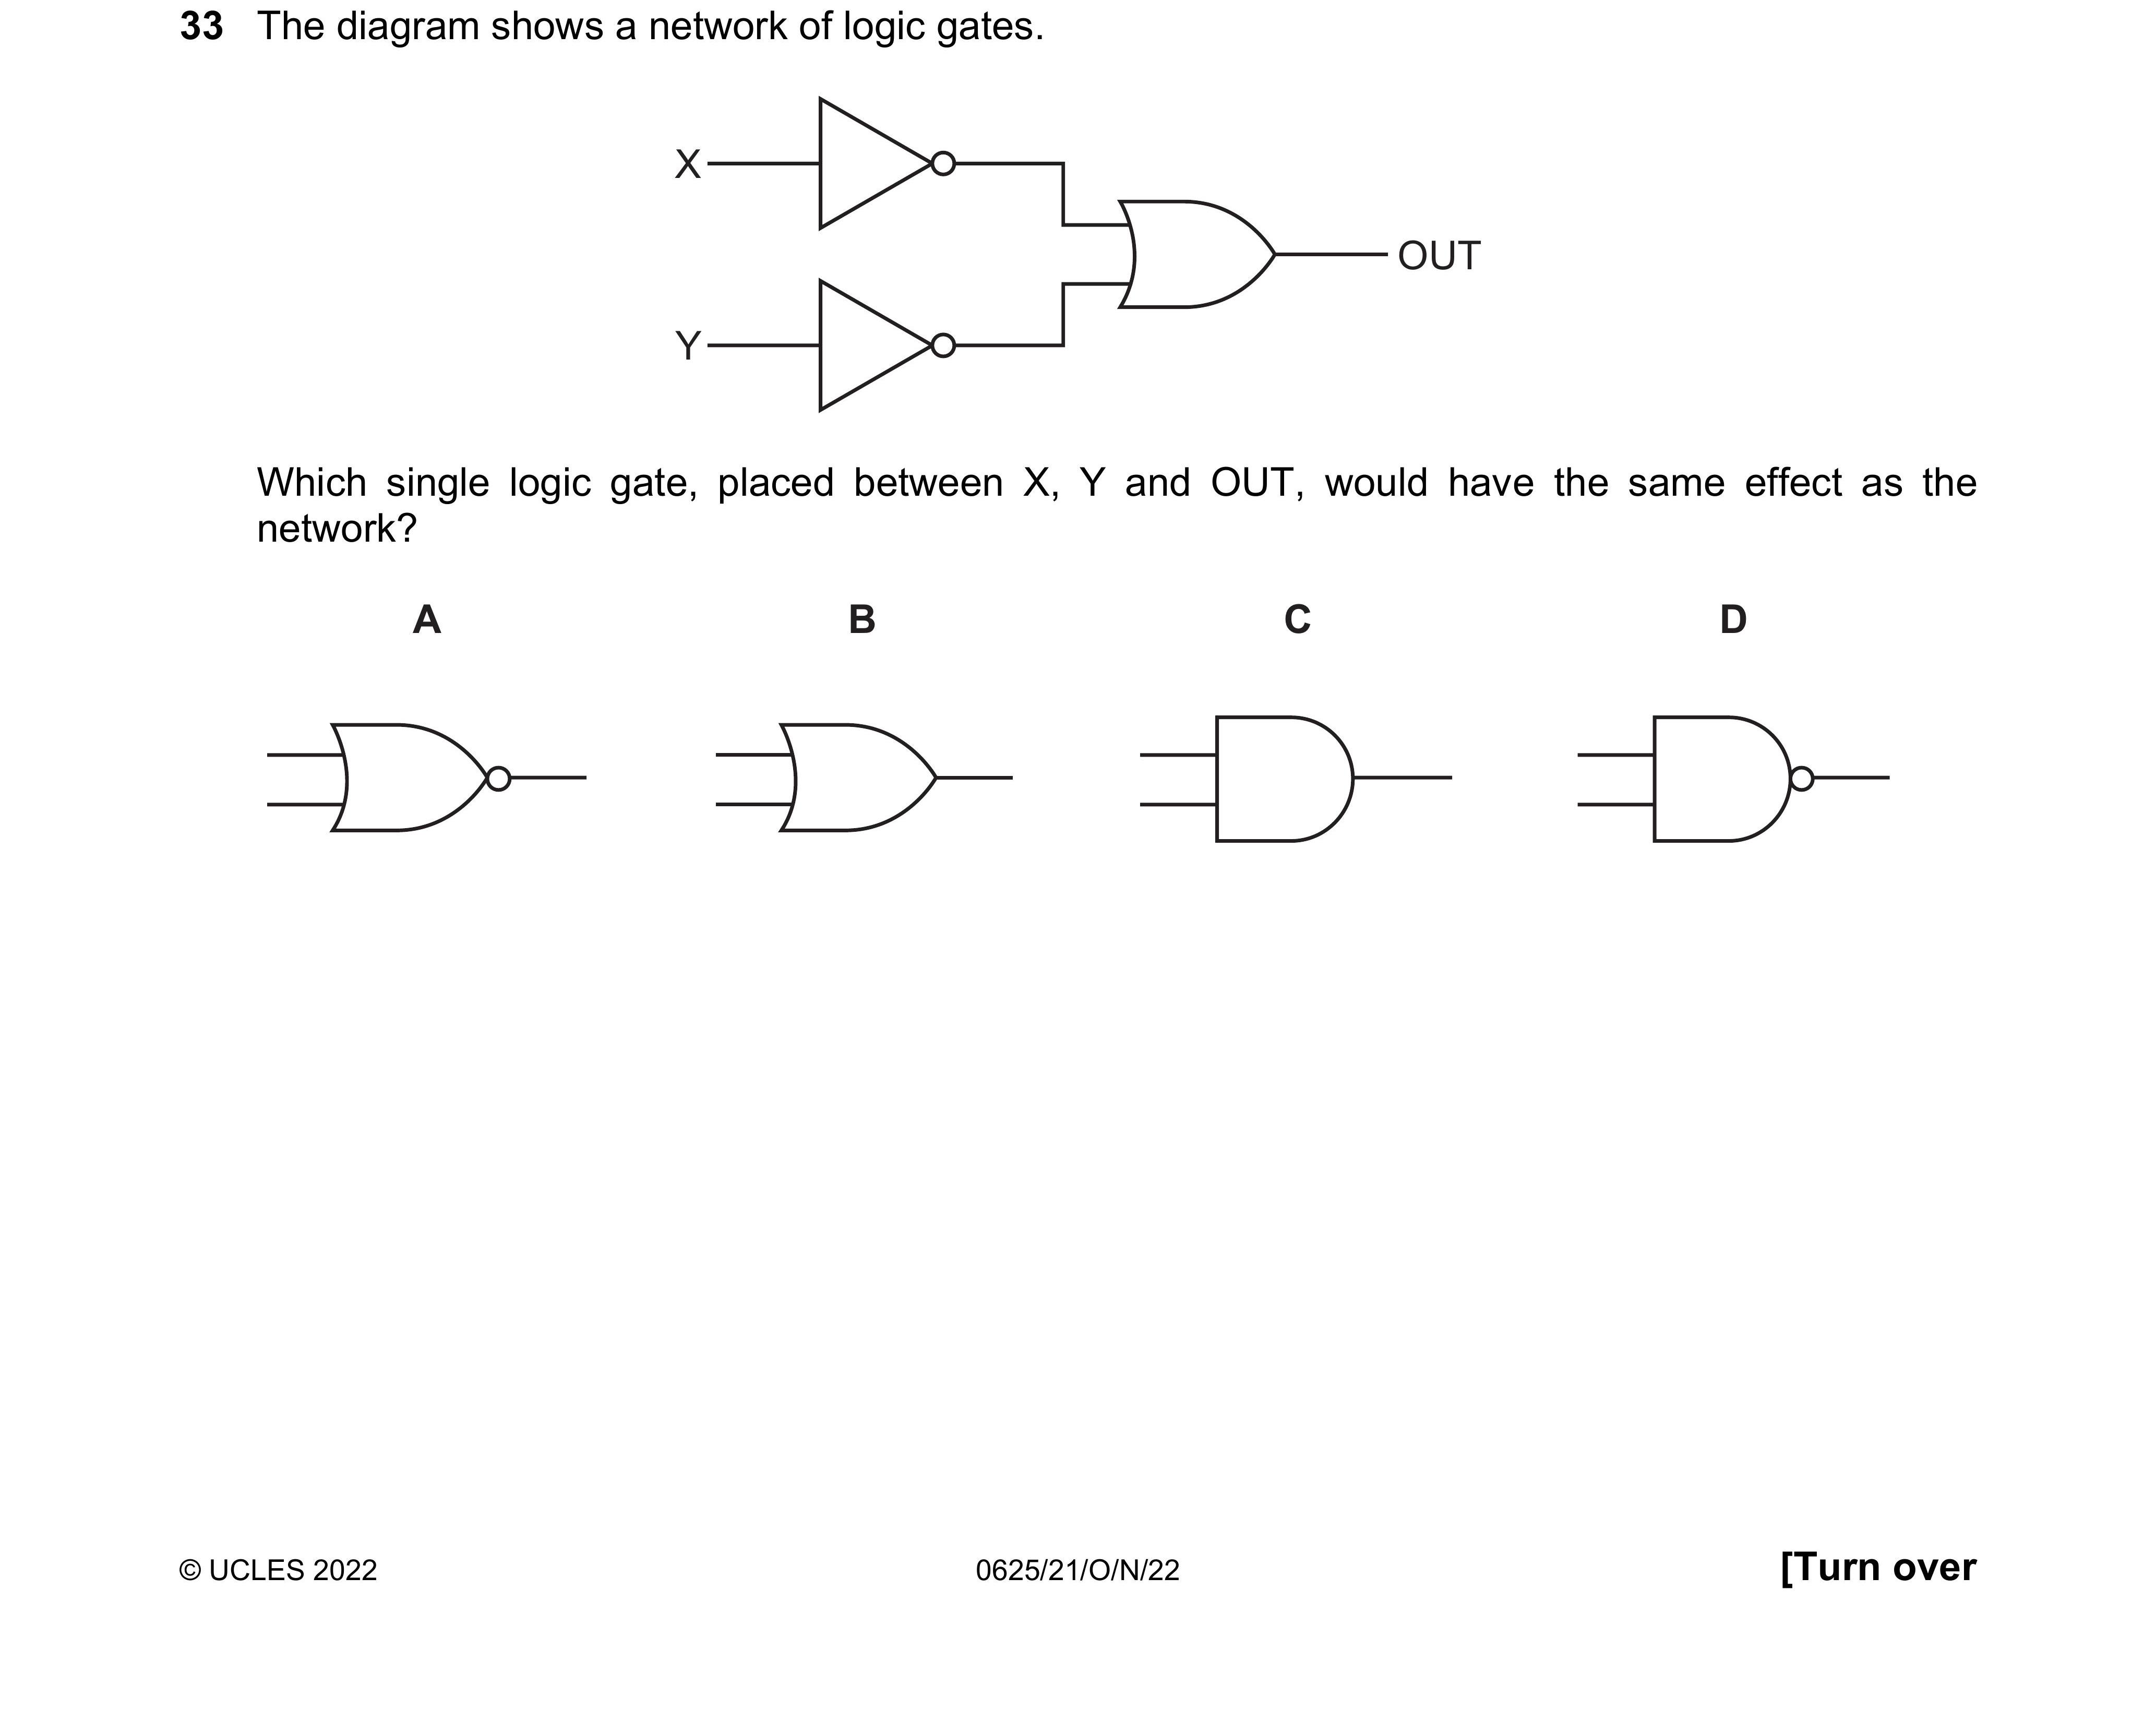 33 The diagram shows a network of logic gates.
X
OUT
Y
Which single logic gate, placed between X, Y and OUT, would have the same effect as the
network?
A B C D
© UCLES 2022 0625/21/O/N/22 [Turn over